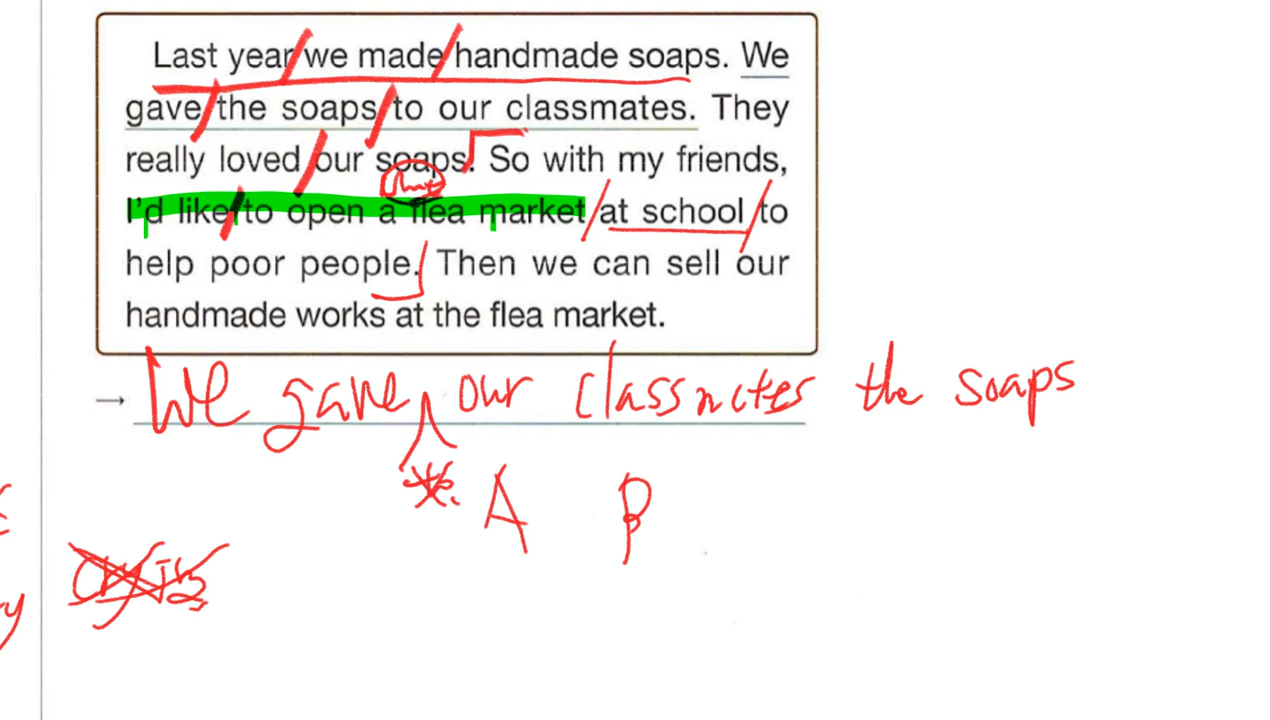 Last year we made handmade soaps. We
gave the soaps to our classmates. They
really loved our soaps. So with my friends,
I'd like to open a flea market at school to
help poor people. Then we can sell our
handmade works at the flea market.
→ We gave our classmates the soaps
A B